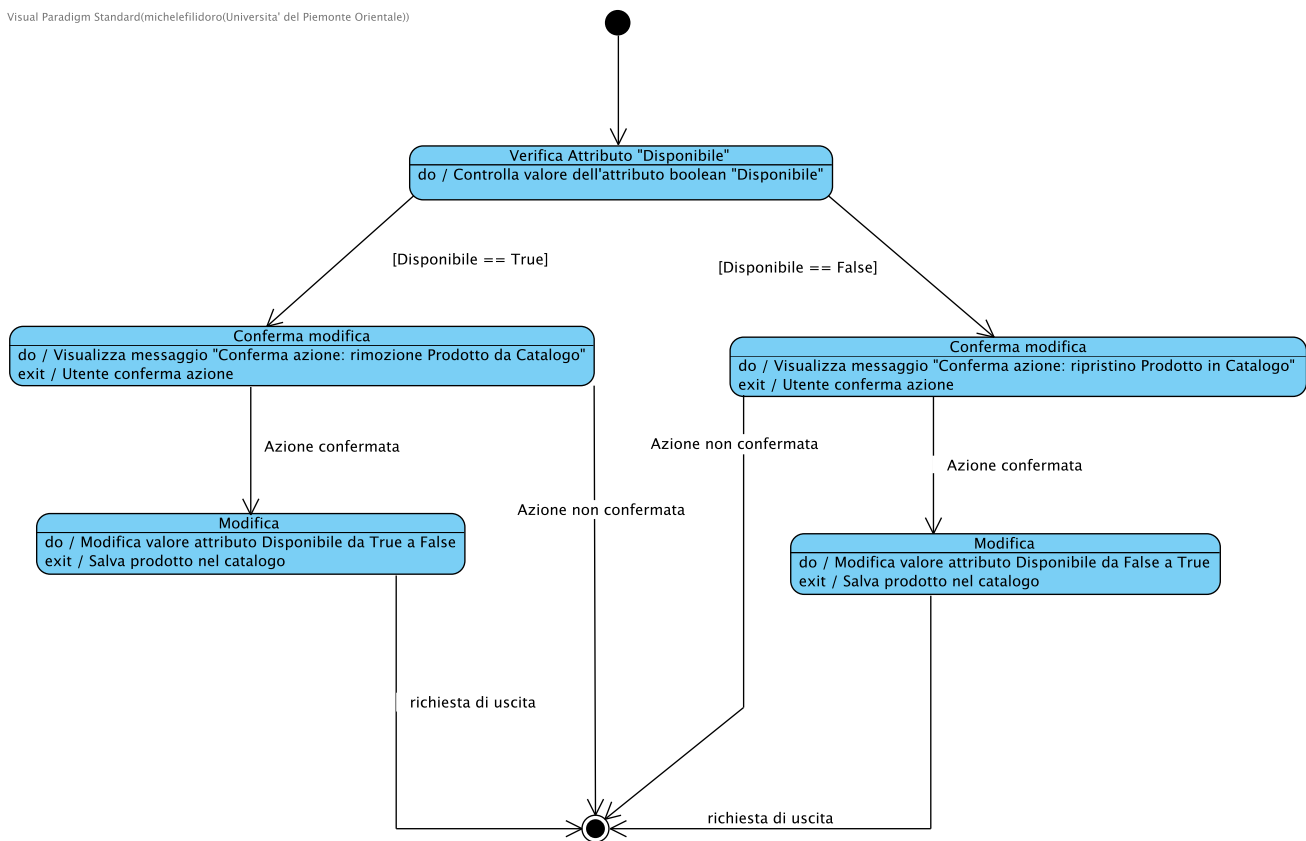 Visual Paradigm Standard(michelefilidoro(Universita' del Piemonte Orientale))
Verifica Attributo "Disponibile"
do / Controlla valore dell'attributo boolean "Disponibile"
[Disponibile == True]
[Disponibile == False]
Conferma modifica
do / Visualizza messaggio "Conferma azione: rimozione Prodotto da Catalogo"
exit / Utente conferma azione
Conferma modifica
do / Visualizza messaggio "Conferma azione: ripristino Prodotto in Catalogo"
exit / Utente conferma azione
Azione confermata
Azione non confermata
Azione non confermata
Azione confermata
Modifica
do / Modifica valore attributo Disponibile da True a False
exit / Salva prodotto nel catalogo
Modifica
do / Modifica valore attributo Disponibile da False a True
exit / Salva prodotto nel catalogo
richiesta di uscita
richiesta di uscita